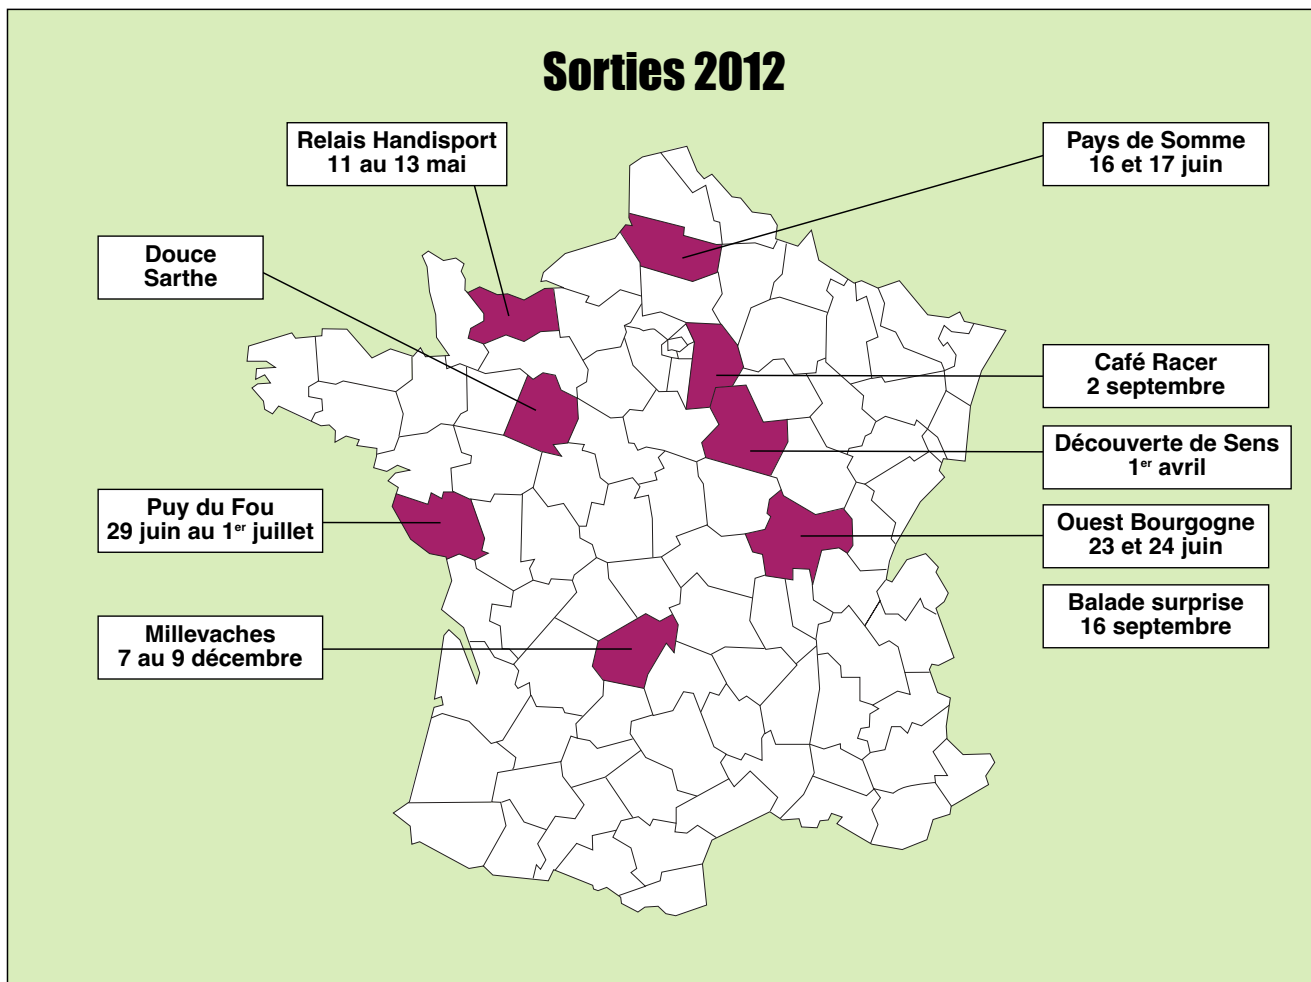 Sorties 2012
Relais Handisport
11 au 13 mai
Pays de Somme
16 et 17 juin
Douce
Sarthe
Café Racer
2 septembre
Découverte de Sens
1er avril
Puy du Fou
29 juin au 1er juillet
Ouest Bourgogne
23 et 24 juin
Balade surprise
16 septembre
Millevaches
7 au 9 décembre